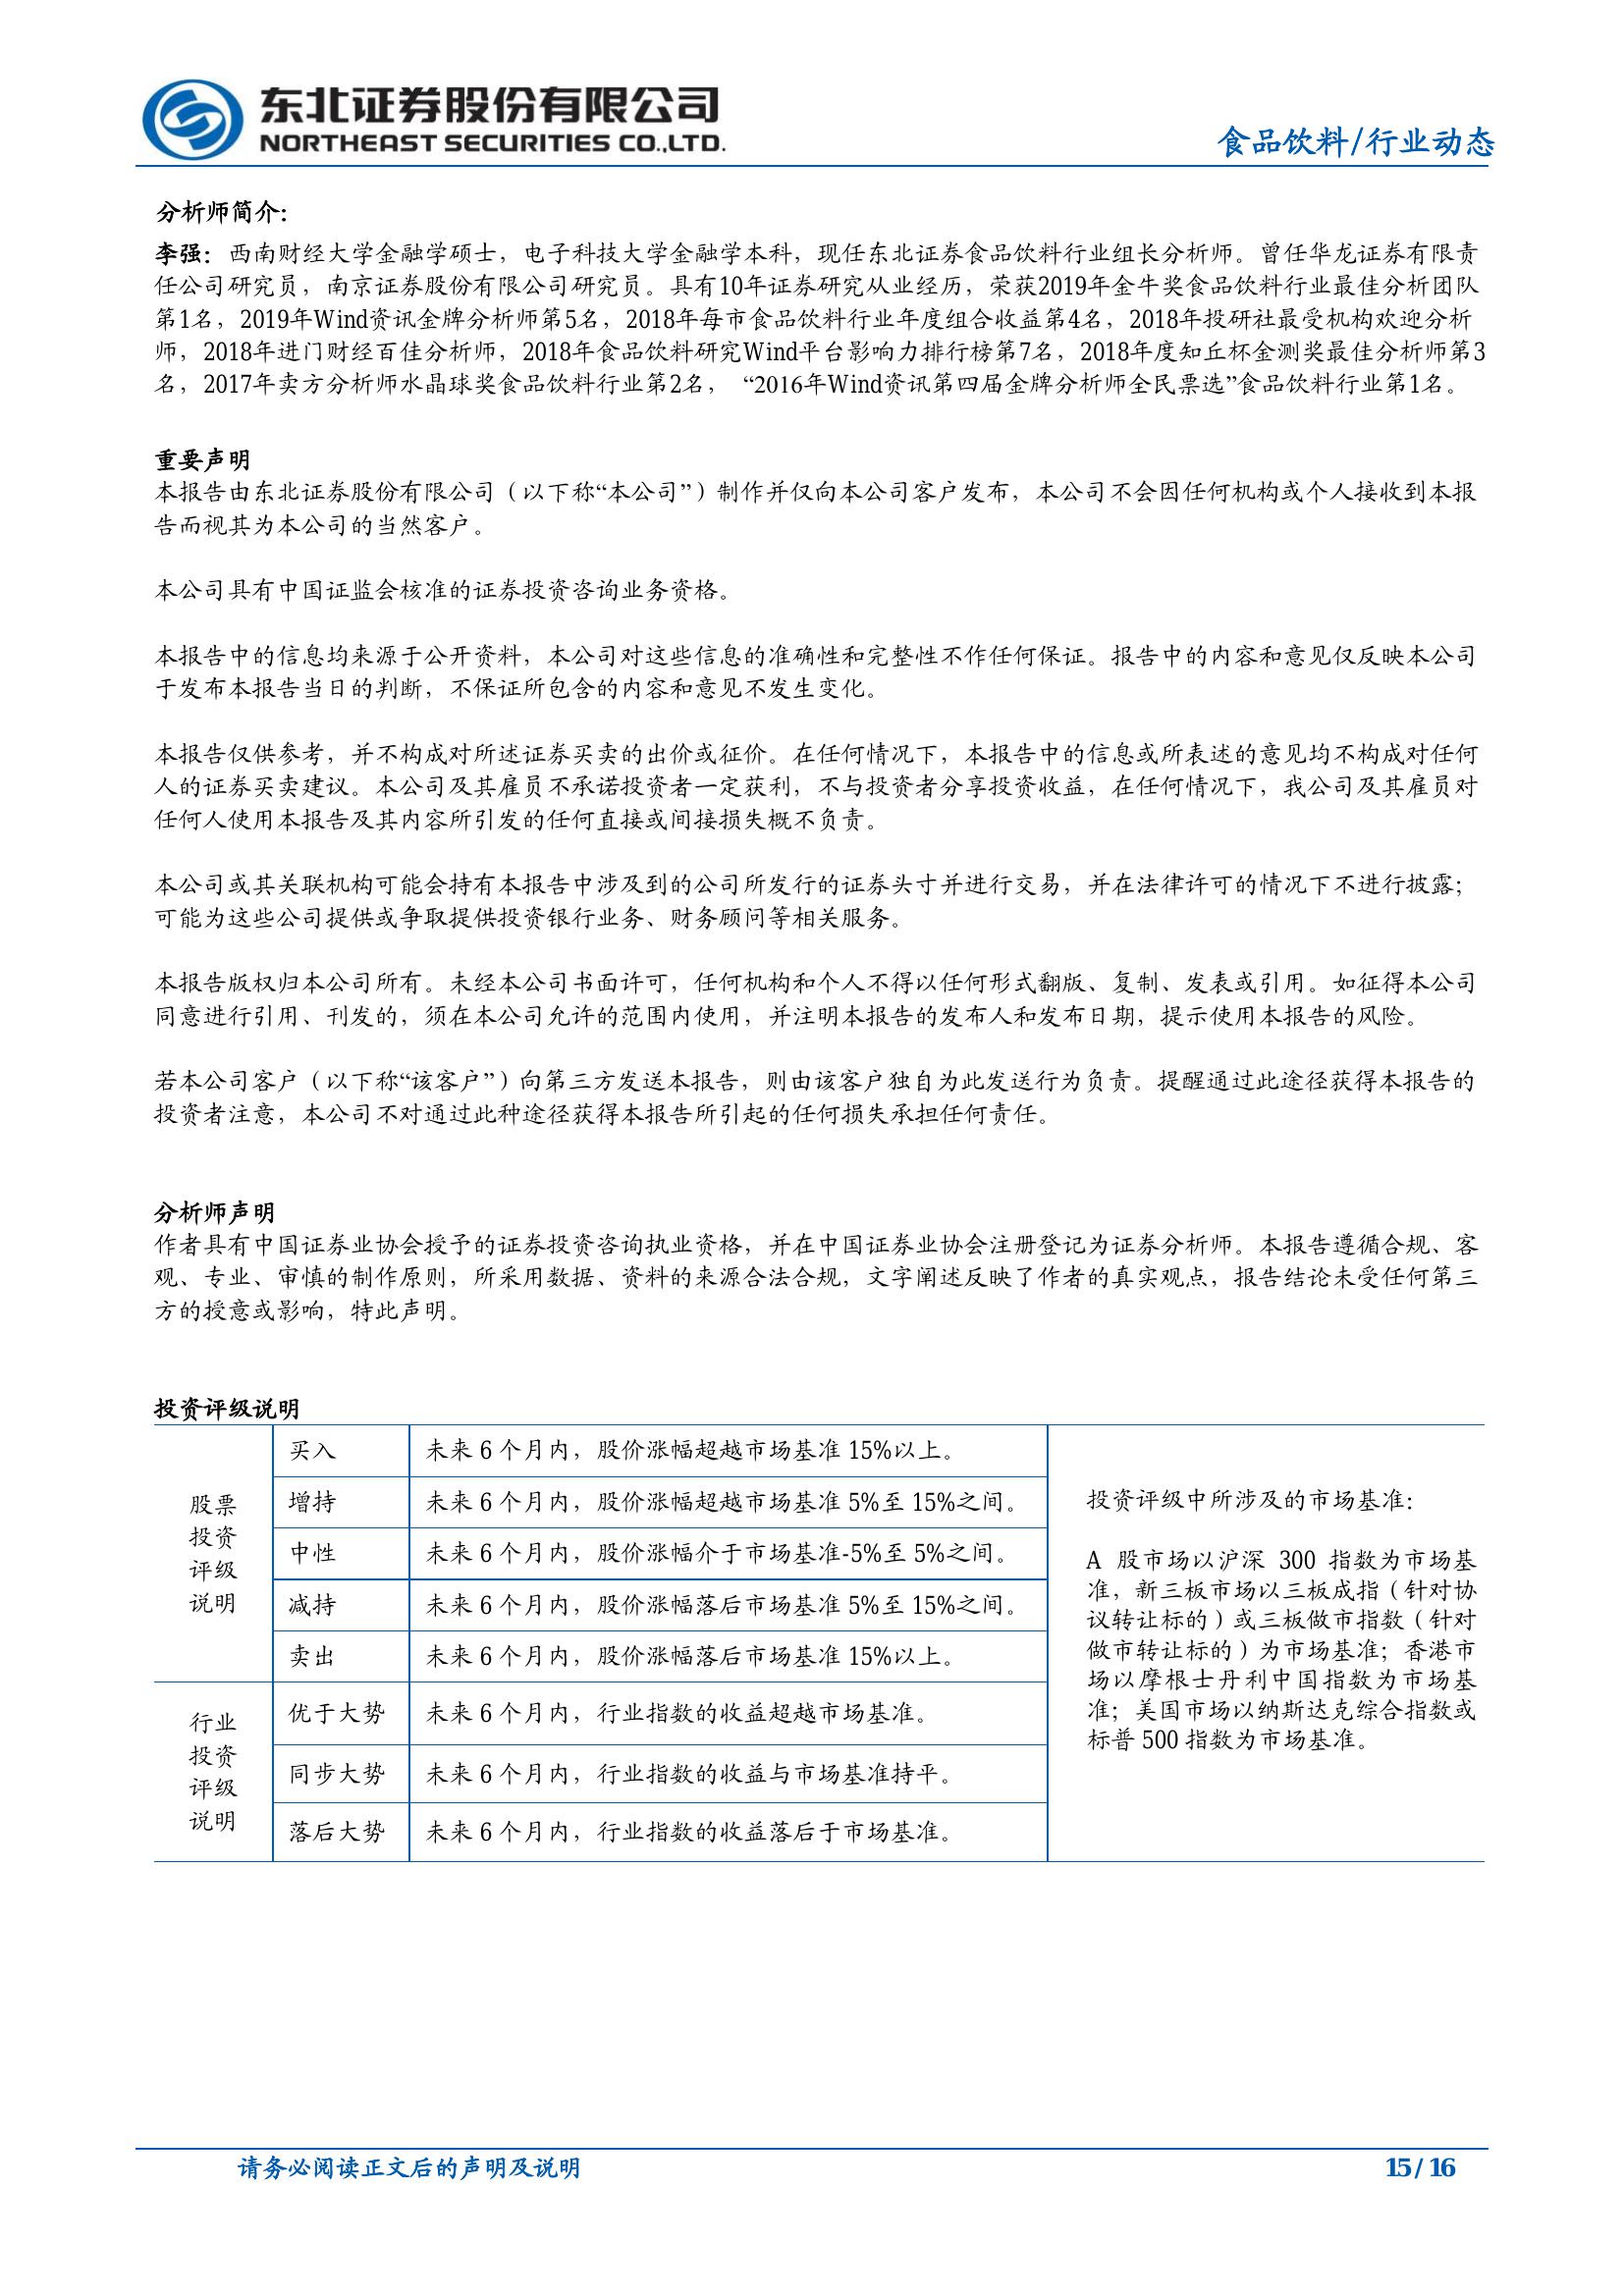 东北证券股份有限公司
NORTHEAST SECURITIES CO.,LTD.
食品饮料/行业动态
分析师简介：
李强：西南财经大学金融学硕士，电子科技大学金融学本科，现任东北证券食品饮料行业组长分析师。曾任华龙证券有限责
任公司研究员，南京证券股份有限公司研究员。具有10年证券研究从业经历，荣获2019年金牛奖食品饮料行业最佳分析团队
第1名，2019年Wind资讯金牌分析师第5名，2018年每市食品饮料行业年度组合收益第4名，2018年投研社最受机构欢迎分析
师，2018年进门财经百佳分析师，2018年食品饮料研究Wind平台影响力排行榜第7名，2018年度知丘杯金测奖最佳分析师第3
名，2017年卖方分析师水晶球奖食品饮料行业第2名， “2016年Wind资讯第四届金牌分析师全民票选”食品饮料行业第1名。
重要声明
本报告由东北证券股份有限公司（以下称“本公司”）制作并仅向本公司客户发布，本公司不会因任何机构或个人接收到本报
告而视其为本公司的当然客户。
本公司具有中国证监会核准的证券投资咨询业务资格。
本报告中的信息均来源于公开资料，本公司对这些信息的准确性和完整性不作任何保证。报告中的内容和意见仅反映本公司
于发布本报告当日的判断，不保证所包含的内容和意见不发生变化。
本报告仅供参考，并不构成对所述证券买卖的出价或征价。在任何情况下，本报告中的信息或所表述的意见均不构成对任何
人的证券买卖建议。本公司及其雇员不承诺投资者一定获利，不与投资者分享投资收益，在任何情况下，我公司及其雇员对
任何人使用本报告及其内容所引发的任何直接或间接损失概不负责。
本公司或其关联机构可能会持有本报告中涉及到的公司所发行的证券头寸并进行交易，并在法律许可的情况下不进行披露；
可能为这些公司提供或争取提供投资银行业务、财务顾问等相关服务。
本报告版权归本公司所有。未经本公司书面许可，任何机构和个人不得以任何形式翻版、复制、发表或引用。如征得本公司
同意进行引用、刊发的，须在本公司允许的范围内使用，并注明本报告的发布人和发布日期，提示使用本报告的风险。
若本公司客户（以下称“该客户”）向第三方发送本报告，则由该客户独自为此发送行为负责。提醒通过此途径获得本报告的
投资者注意，本公司不对通过此种途径获得本报告所引起的任何损失承担任何责任。
分析师声明
作者具有中国证券业协会授予的证券投资咨询执业资格，并在中国证券业协会注册登记为证券分析师。本报告遵循合规、客
观、专业、审慎的制作原则，所采用数据、资料的来源合法合规，文字阐述反映了作者的真实观点，报告结论未受任何第三
方的授意或影响，特此声明。
投资评级说明
股票
投资
评级
说明
买入 未来 6 个月内，股价涨幅超越市场基准 15%以上。
增持 未来 6 个月内，股价涨幅超越市场基准 5%至 15%之间。
中性 未来 6 个月内，股价涨幅介于市场基准-5%至 5%之间。
减持 未来 6 个月内，股价涨幅落后市场基准 5%至 15%之间。
卖出 未来 6 个月内，股价涨幅落后市场基准 15%以上。
行业
投资
评级
说明
优于大势 未来 6 个月内，行业指数的收益超越市场基准。
同步大势 未来 6 个月内，行业指数的收益与市场基准持平。
落后大势 未来 6 个月内，行业指数的收益落后于市场基准。
投资评级中所涉及的市场基准：
A 股市场以沪深 300 指数为市场基
准，新三板市场以三板成指（针对协
议转让标的）或三板做市指数（针对
做市转让标的）为市场基准；香港市
场以摩根士丹利中国指数为市场基
准；美国市场以纳斯达克综合指数或
标普 500 指数为市场基准。
请务必阅读正文后的声明及说明
15 / 16